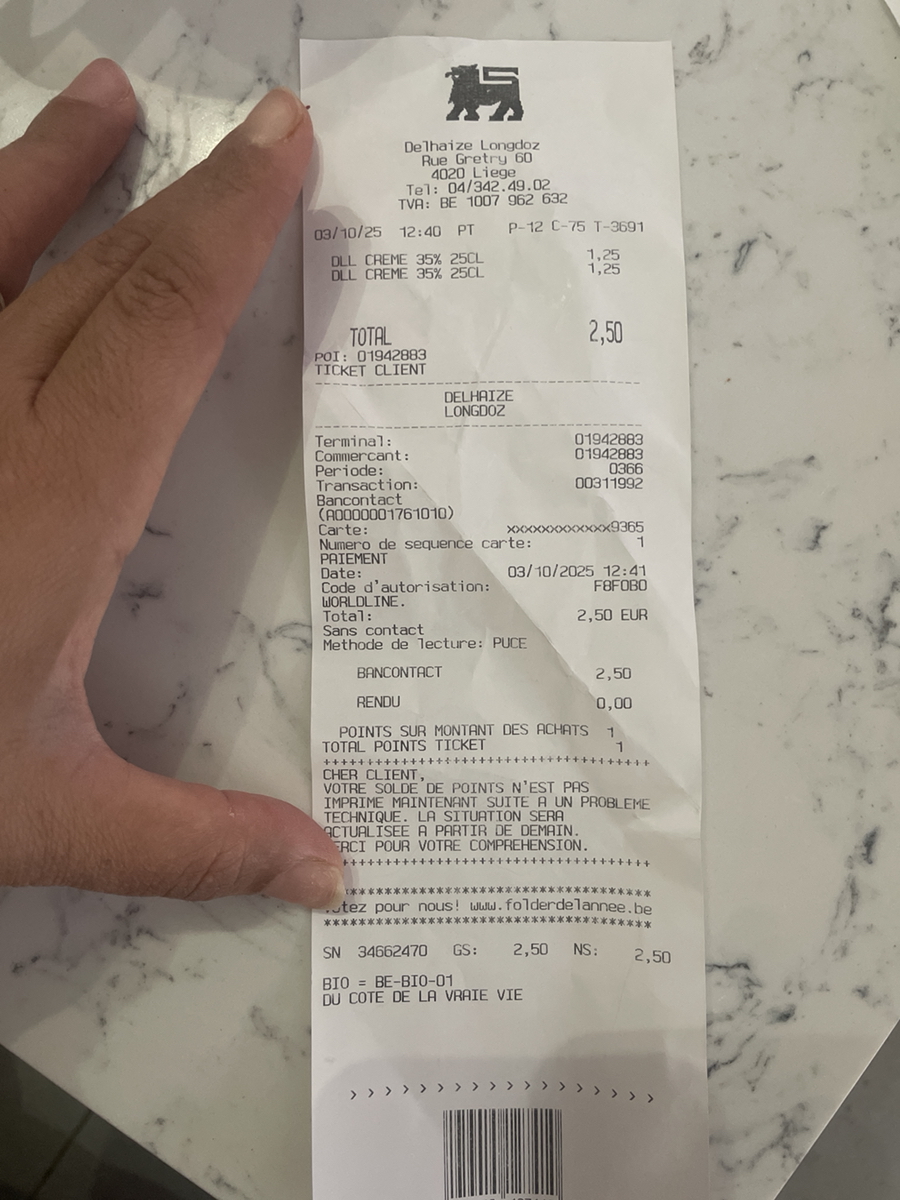 Delhaize Longdoz
Rue Gretry 60
4020 Liege
Tel: 04/342.49.02
TVA: BE 1007 962 632
03/10/25 12:40 PT P-12 C-75 T-3691
DLL CREME 35% 25CL 1,25
DLL CREME 35% 25CL 1,25
TOTAL 2,50
POI: 01942883
TICKET CLIENT
DELHAIZE
LONGDOZ
Terminal: 01942883
Commercant: 01942883
Periode: 0366
Transaction: 00311992
Bancontact
(A0000001761010)
Carte: xxxxxxxxxxxxx9365
Numero de sequence carte: 1
PAIEMENT
Date: 03/10/2025 12:41
Code d'autorisation: F8F0B0
WORLDLINE.
Total: 2,50 EUR
Sans contact
Methode de lecture: PUCE
BANCONTACT 2,50
RENDU 0,00
POINTS SUR MONTANT DES ACHATS 1
TOTAL POINTS TICKET 1
++++++++++++++++++++++++++++++++++++++
CHER CLIENT,
VOTRE SOLDE DE POINTS N'EST PAS
IMPRIME MAINTENANT SUITE A UN PROBLEME
TECHNIQUE. LA SITUATION SERA
ACTUALISEE A PARTIR DE DEMAIN.
POUR VOTRE COMPREHENSION.
++++++++++++++++++++++++++++++++++++
************************************
pour nous! www.folderdelannee.be
**************************************
SN 34662470 GS: 2,50 NS: 2,50
BIO = BE-BIO-01
DU COTE DE LA VRAIE VIE
> > > > > > > > > > > > > > > > > >